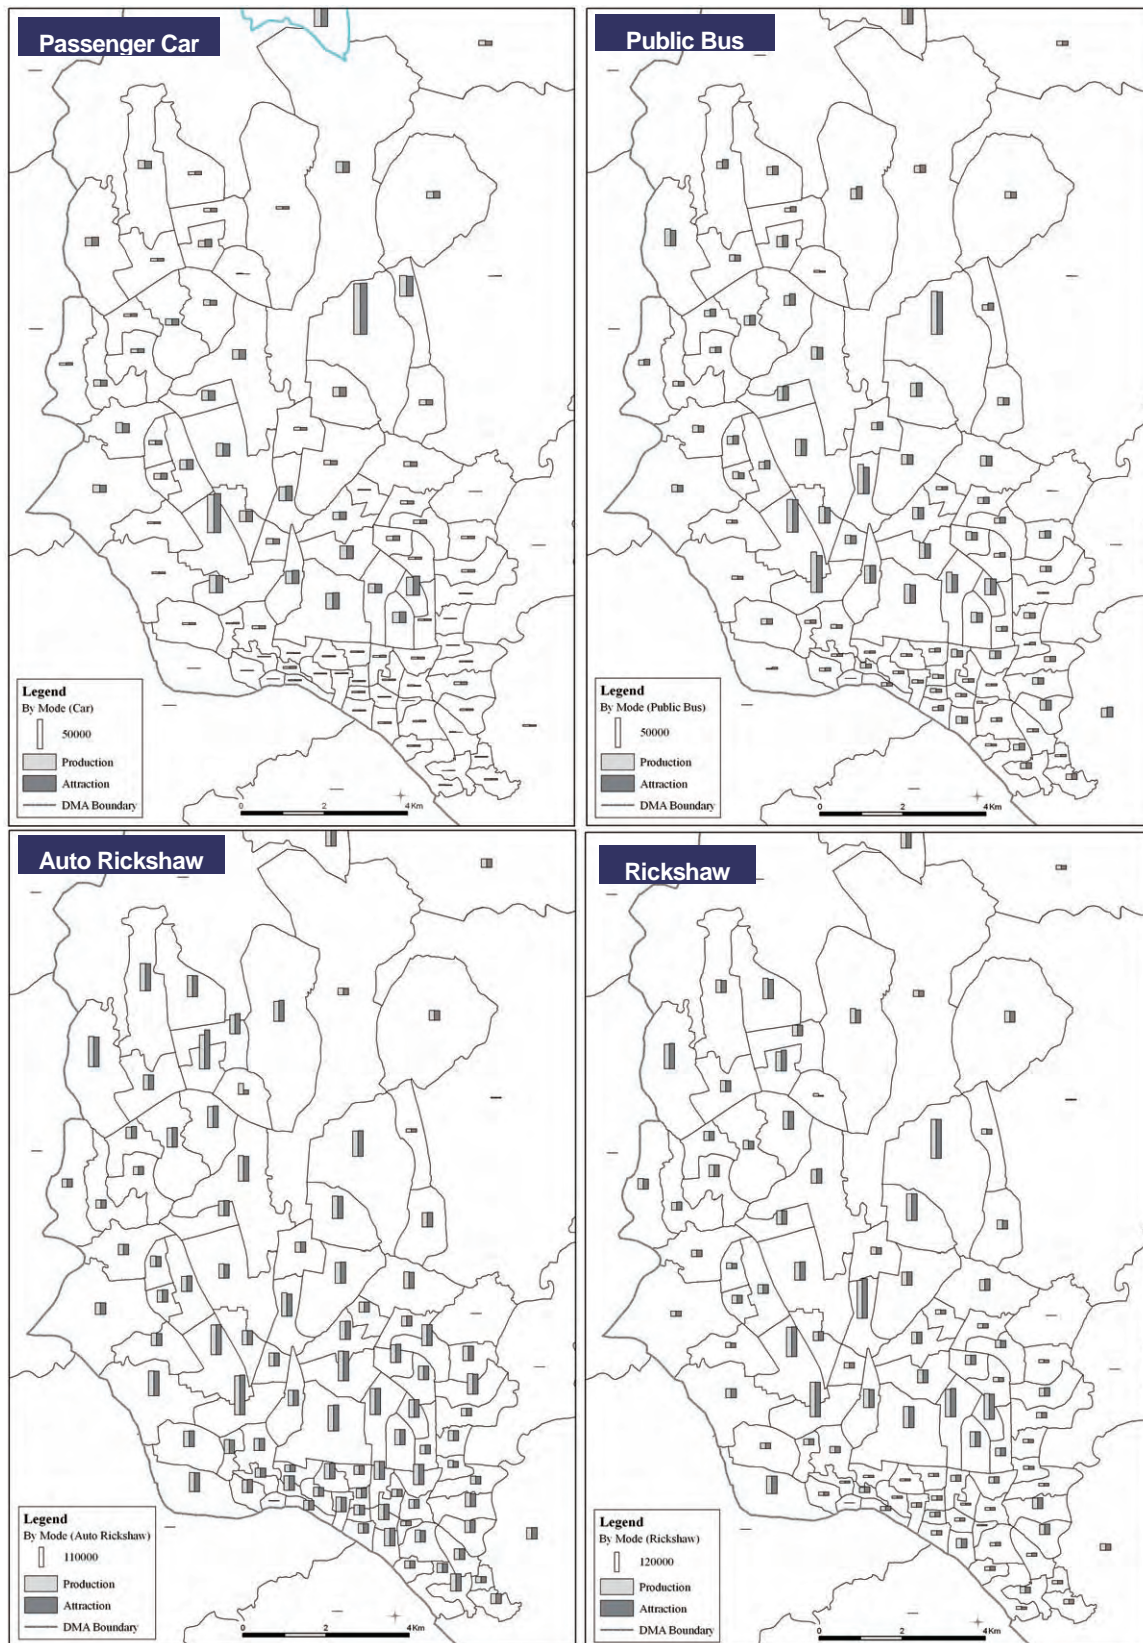 Passenger Car
Legend
By Mode (Car)
50000
Production
Attraction
DMA Boundary
0 2 4 Km
Public Bus
Legend
By Mode (Public Bus)
50000
Production
Attraction
DMA Boundary
0 2 4 Km
Auto Rickshaw
Legend
By Mode (Auto Rickshaw)
110000
Production
Attraction
DMA Boundary
0 2 4 Km
Rickshaw
Legend
By Mode (Rickshaw)
120000
Production
Attraction
DMA Boundary
0 2 4 Km